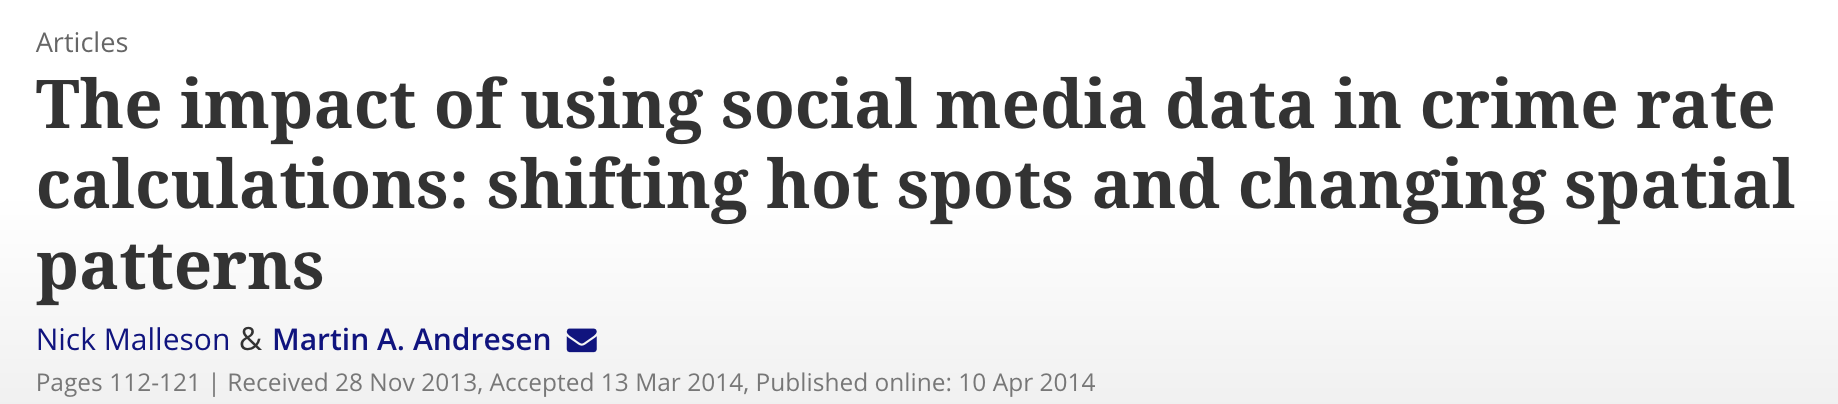 Articles
The impact of using social media data in crime rate
calculations: shifting hot spots and changing spatial
patterns
Nick Malleson & Martin A. Andresen
Pages 112-121 | Received 28 Nov 2013, Accepted 13 Mar 2014, Published online: 10 Apr 2014